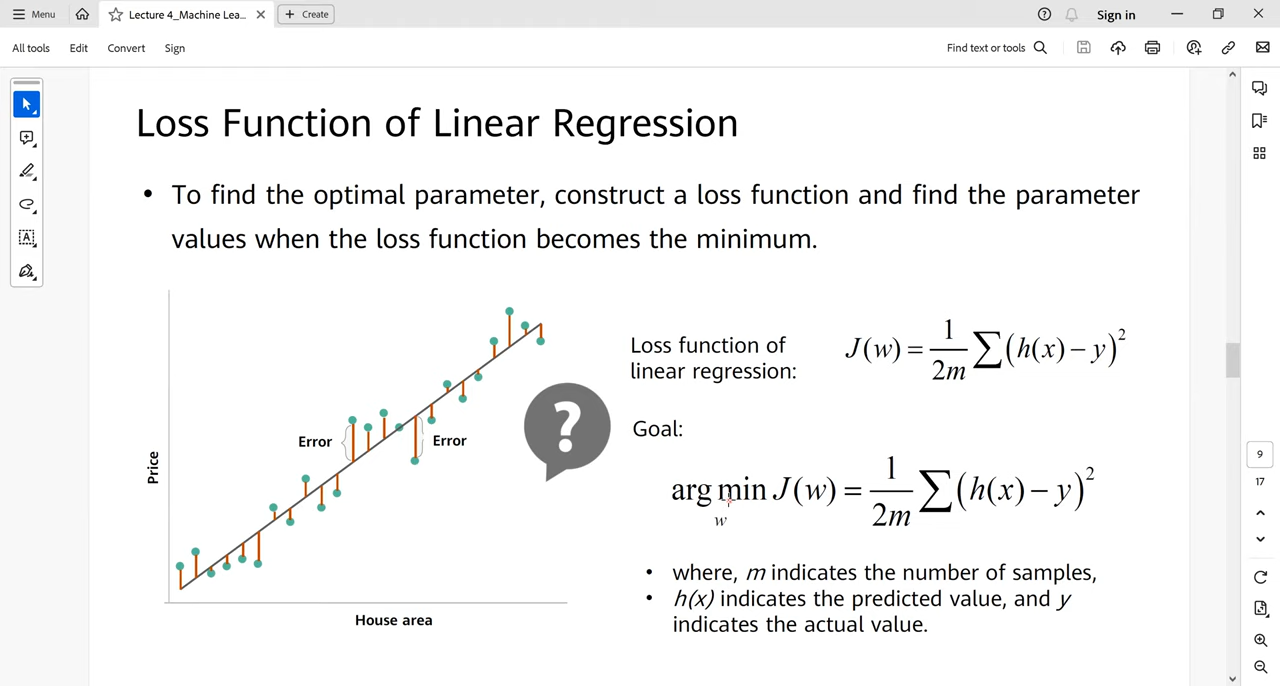 Menu
Lecture 4_Machine Lea...
Create
Sign in
All tools
Edit
Convert
Sign
Find text or tools
Loss Function of Linear Regression
• To find the optimal parameter, construct a loss function and find the parameter
values when the loss function becomes the minimum.
Price
Error
Error
House area
?
Loss function of
linear regression:
J(w) = 1/2m ∑(h(x) − y)²
Goal:
arg min J(w) = 1/2m ∑(h(x) − y)²
w
• where, m indicates the number of samples,
• h(x) indicates the predicted value, and y
indicates the actual value.
9
17